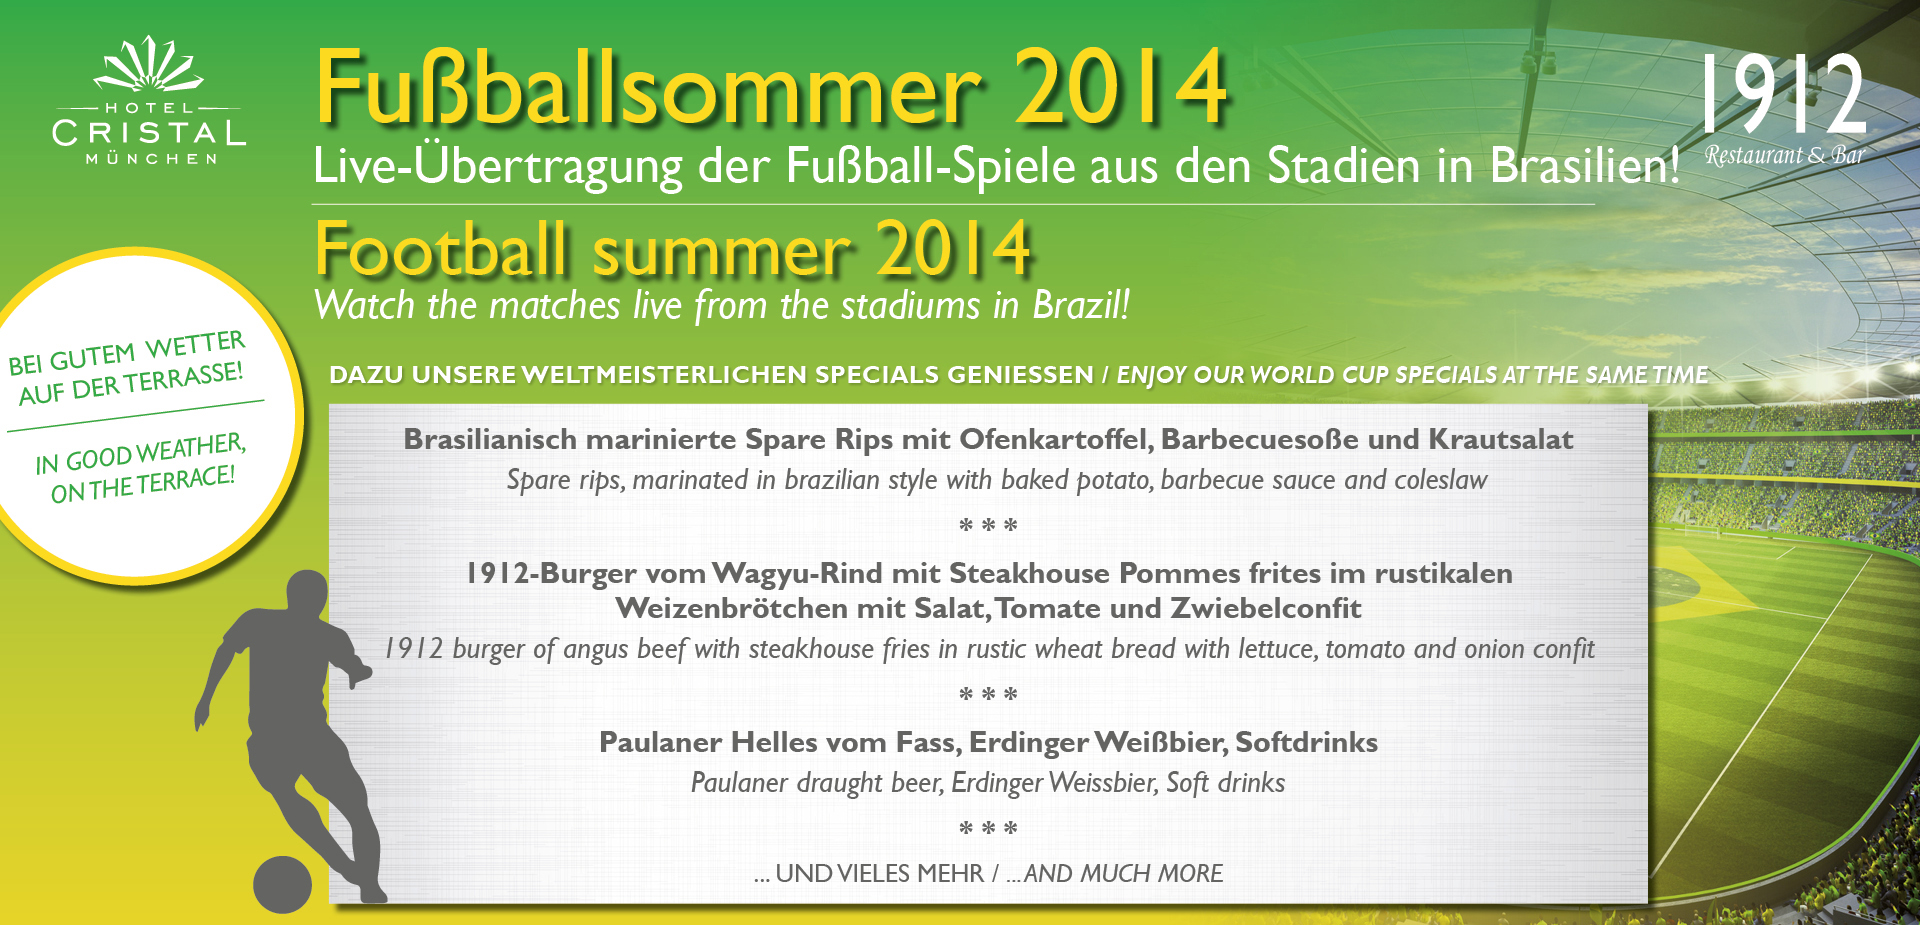 HOTEL
CRISTAL
MÜNCHEN
Fußballsommer 2014
Live-Übertragung der Fußball-Spiele aus den Stadien in Brasilien!
1912
Restaurant & Bar
Football summer 2014
Watch the matches live from the stadiums in Brazil!
BEI GUTEM WETTER
AUF DER TERRASSE!
IN GOOD WEATHER,
ON THE TERRACE!
DAZU UNSERE WELTMEISTERLICHEN SPECIALS GENIESSEN / ENJOY OUR WORLD CUP SPECIALS AT THE SAME TIME
Brasilianisch marinierte Spare Rips mit Ofenkartoffel, Barbecuesoße und Krautsalat
Spare rips, marinated in brazilian style with baked potato, barbecue sauce and coleslaw
* * *
1912-Burger vom Wagyu-Rind mit Steakhouse Pommes frites im rustikalen
Weizenbrötchen mit Salat, Tomate und Zwiebelconfit
1912 burger of angus beef with steakhouse fries in rustic wheat bread with lettuce, tomato and onion confit
* * *
Paulaner Helles vom Fass, Erdinger Weißbier, Softdrinks
Paulaner draught beer, Erdinger Weissbier, Soft drinks
* * *
... UND VIELES MEHR / ... AND MUCH MORE